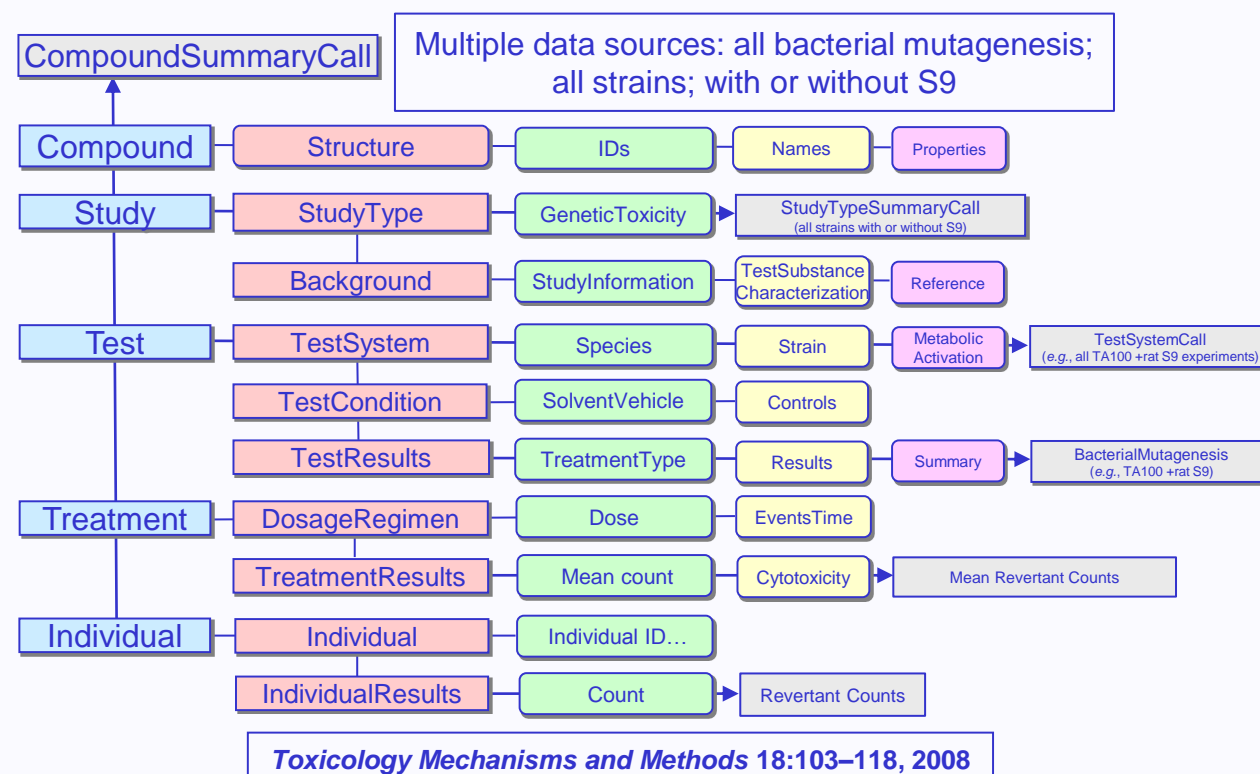 CompoundSummaryCall
Multiple data sources: all bacterial mutagenesis;
all strains; with or without S9
Compound
Structure
IDs
Names
Properties
Study
StudyType
GeneticToxicity
StudyTypeSummaryCall
(all strains with or without S9)
Background
StudyInformation
TestSubstance
Characterization
Reference
Test
TestSystem
Species
Strain
Metabolic
Activation
TestSystemCall
(e.g., all TA100 +rat S9 experiments)
TestCondition
SolventVehicle
Controls
TestResults
TreatmentType
Results
Summary
BacterialMutagenesis
(e.g., TA100 +rat S9)
Treatment
DosageRegimen
Dose
EventsTime
TreatmentResults
Mean count
Cytotoxicity
Mean Revertant Counts
Individual
Individual
Individual ID…
IndividualResults
Count
Revertant Counts
Toxicology Mechanisms and Methods 18:103–118, 2008